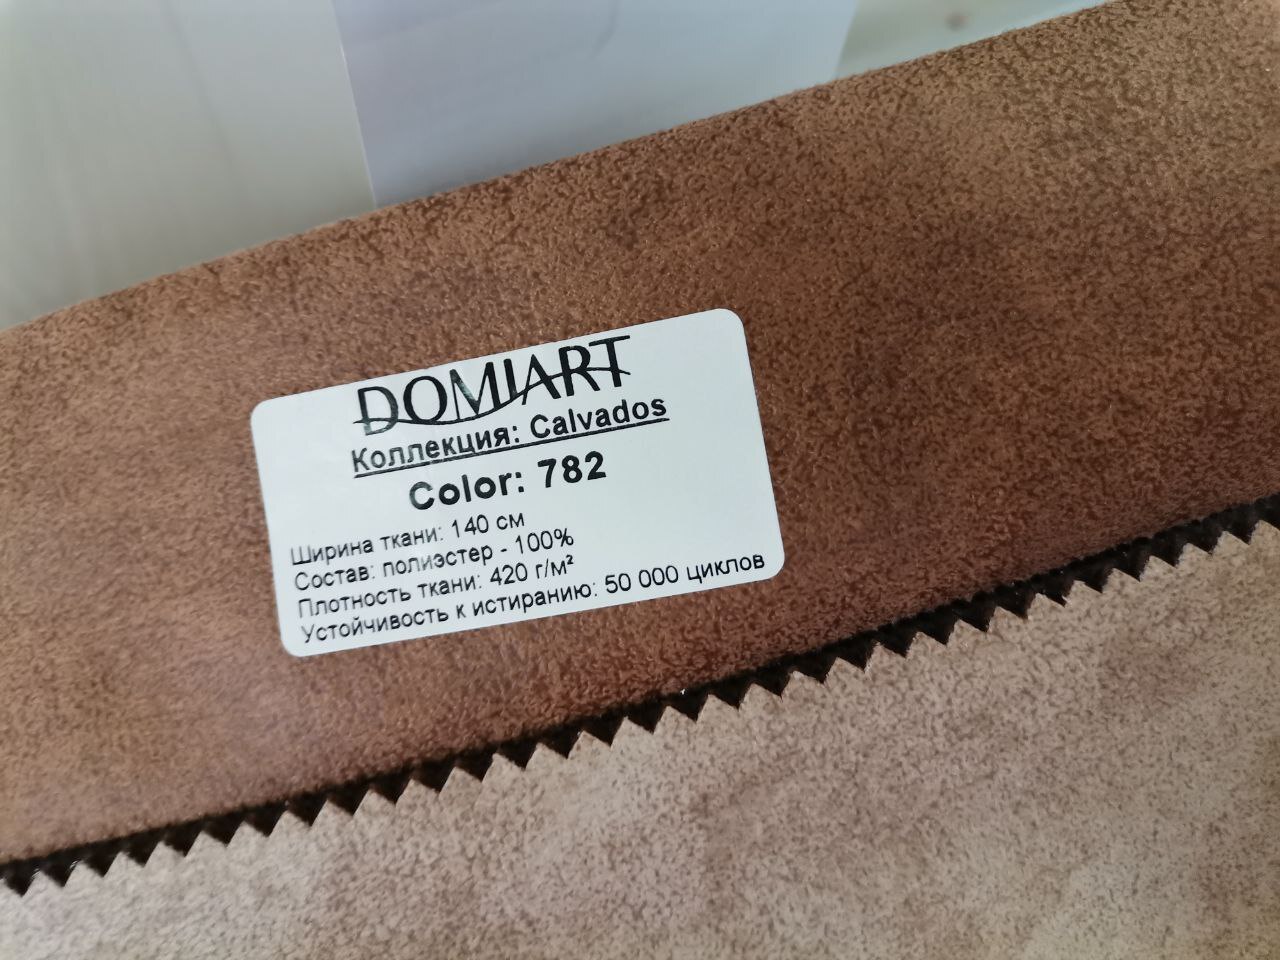 DOMIART
Коллекция: Calvados
Color: 782
Ширина ткани: 140 см
Состав: полиэстер - 100%
Плотность ткани: 420 г/м²
Устойчивость к истиранию: 50 000 циклов